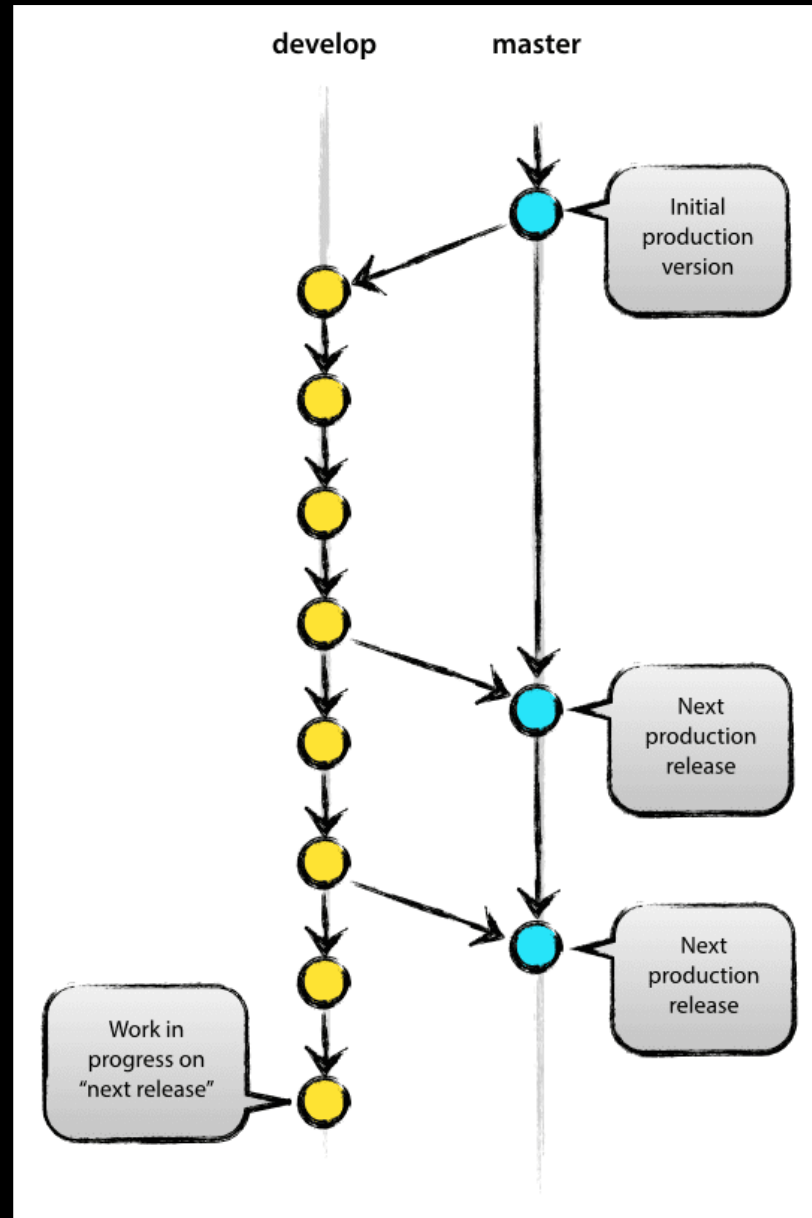 develop
master
Initial
production
version
Next
production
release
Next
production
release
Work in
progress on
“next release”